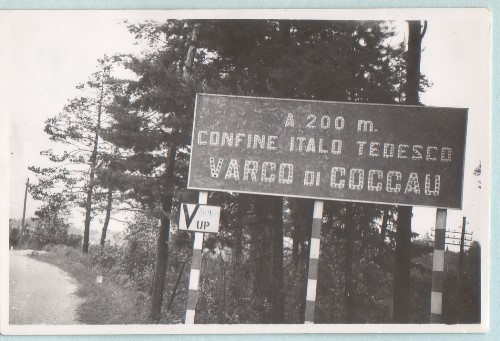 A 200 m.
CONFINE ITALO TEDESCO
VARCO DI COCCAU
V
UP